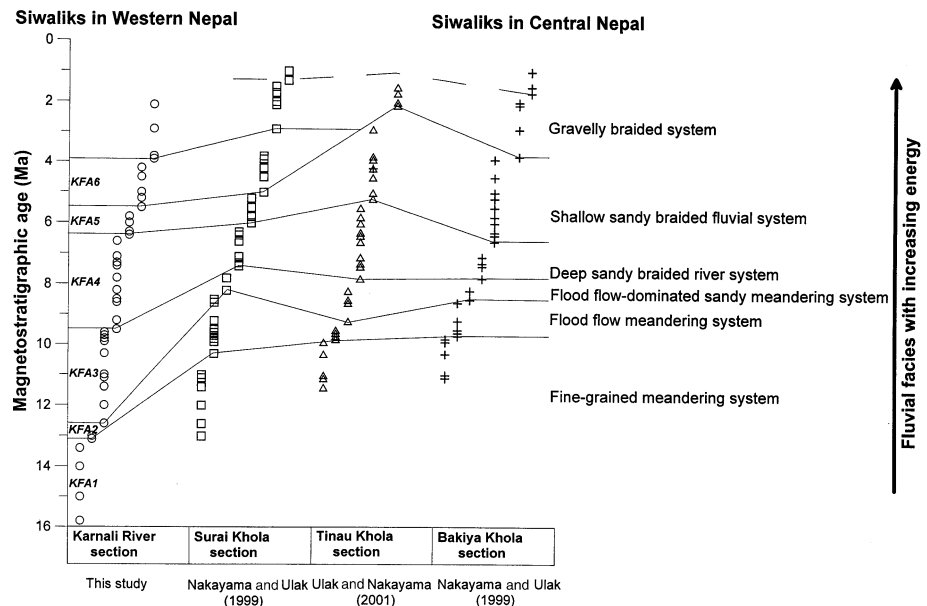 Siwaliks in Western Nepal
Siwaliks in Central Nepal
Magnetostratigraphic age (Ma)
0
2
4
6
8
10
12
14
16
KFA6
KFA5
KFA4
KFA3
KFA2
KFA1
Gravelly braided system
Shallow sandy braided fluvial system
Deep sandy braided river system
Flood flow-dominated sandy meandering system
Flood flow meandering system
Fine-grained meandering system
Fluvial facies with increasing energy
Karnali River
section
Surai Khola
section
Tinau Khola
section
Bakiya Khola
section
This study
Nakayama and Ulak
(1999)
Ulak and Nakayama
(2001)
Nakayama and Ulak
(1999)